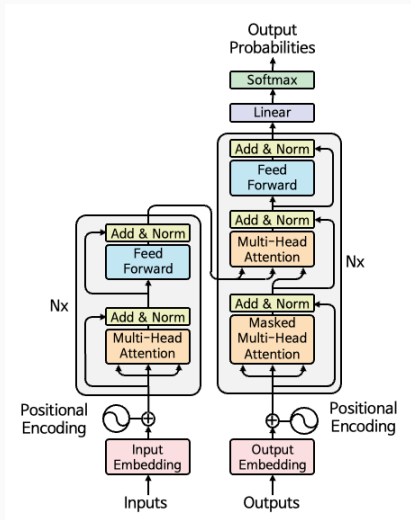 Output
Probabilities
Softmax
Linear
Add & Norm
Feed
Forward
Add & Norm
Multi-Head
Attention
Nx
Add & Norm
Masked
Multi-Head
Attention
Add & Norm
Feed
Forward
Nx
Add & Norm
Multi-Head
Attention
Positional
Encoding
Positional
Encoding
Input
Embedding
Output
Embedding
Inputs
Outputs